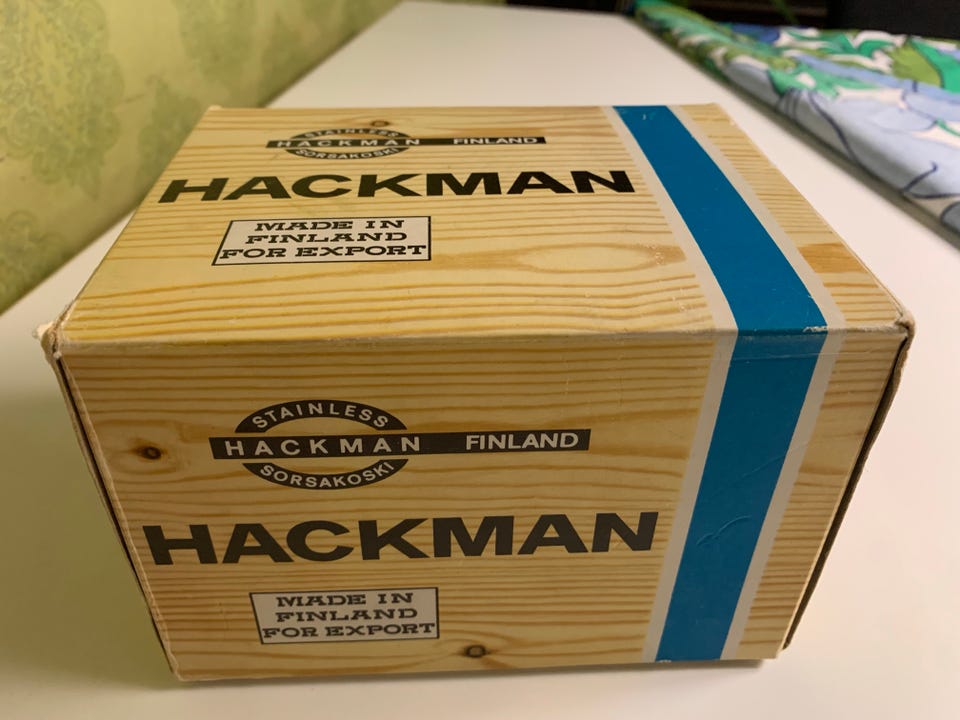 STAINLESS
HACKMAN FINLAND
SORSAKOSKI
HACKMAN
MADE IN
FINLAND
FOR EXPORT
STAINLESS
HACKMAN FINLAND
SORSAKOSKI
HACKMAN
MADE IN
FINLAND
FOR EXPORT